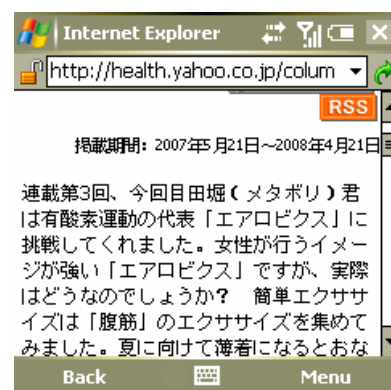 Internet Explorer
http://health.yahoo.co.jp/colum
RSS
掲載期間: 2007年5月21日~2008年4月21日
連載第3回、今回目田堀(メタボリ)君
は有酸素運動の代表「エアロビクス」に
挑戦してくれました。女性が行うイメー
ジが強い「エアロビクス」ですが、実際
はどうなのでしょうか? 簡単エクササ
イズは「腹筋」のエクササイズを集めて
みました。夏に向けて薄着になるとおな
Back
Menu